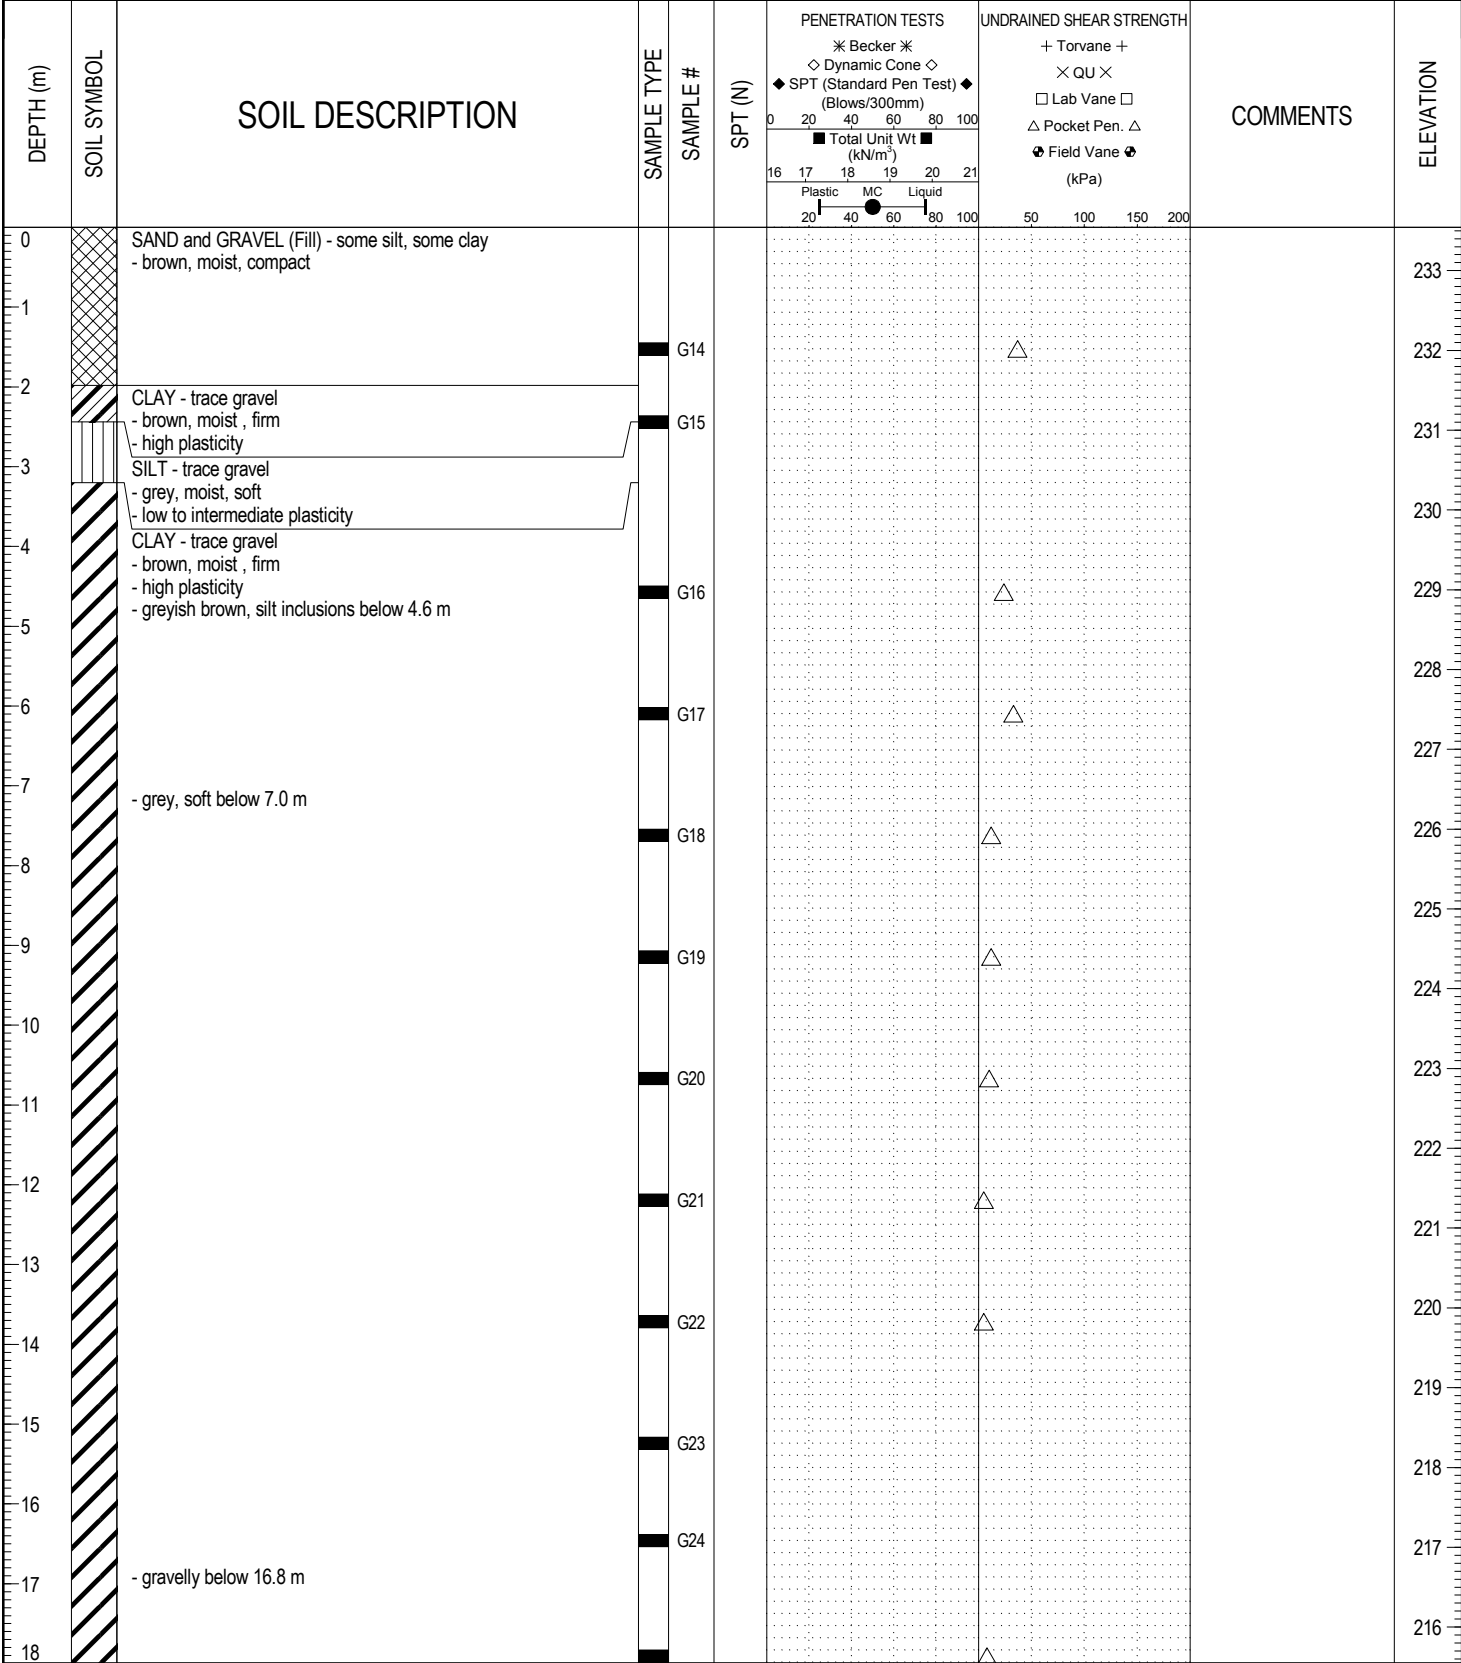 DEPTH (m)
SOIL SYMBOL
SOIL DESCRIPTION
SAMPLE TYPE
SAMPLE #
SPT (N)
PENETRATION TESTS
✳ Becker ✳
◇ Dynamic Cone ◇
◆ SPT (Standard Pen Test) ◆
(Blows/300mm)
0 20 40 60 80 100
■ Total Unit Wt ■
(kN/m³)
16 17 18 19 20 21
Plastic MC Liquid
20 40 60 80 100
UNDRAINED SHEAR STRENGTH
+ Torvane +
× QU ×
□ Lab Vane □
△ Pocket Pen. △
Field Vane
(kPa)
50 100 150 200
COMMENTS
ELEVATION
0
SAND and GRAVEL (Fill) - some silt, some clay
- brown, moist, compact
233
1
G14
232
2
CLAY - trace gravel
- brown, moist , firm
G15
231
- high plasticity
3
SILT - trace gravel
- grey, moist, soft
230
- low to intermediate plasticity
4
CLAY - trace gravel
- brown, moist , firm
- high plasticity
G16
229
- greyish brown, silt inclusions below 4.6 m
5
228
6
G17
227
7
- grey, soft below 7.0 m
G18
226
8
225
9
G19
224
10
G20
223
11
222
12
G21
221
13
G22
220
14
219
15
G23
218
16
G24
217
17
- gravelly below 16.8 m
216
18